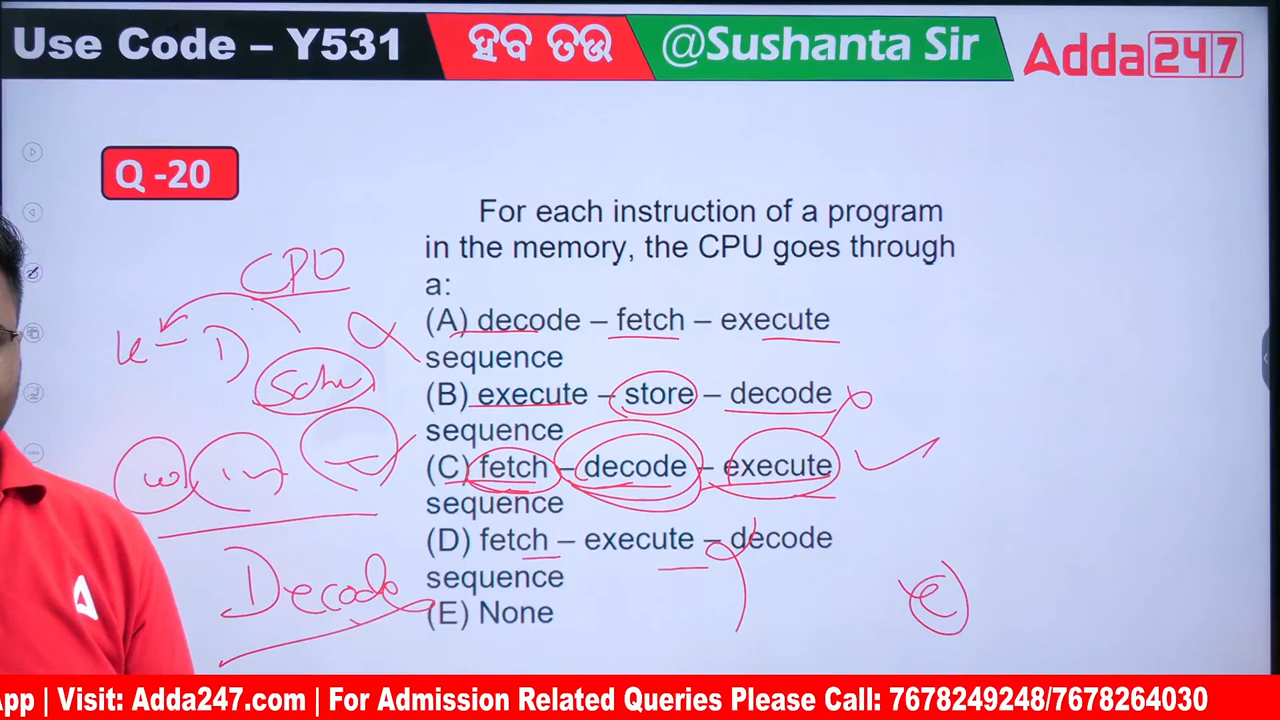 Use Code – Y531
ହବ ତଉ
@Sushanta Sir
Adda247
Q -20
For each instruction of a program
in the memory, the CPU goes through
a:
(A) decode – fetch – execute
sequence
(B) execute – store – decode
sequence
(C) fetch – decode – execute
sequence
(D) fetch – execute – decode
sequence
(E) None
CPU
D
Decode
App | Visit: Adda247.com | For Admission Related Queries Please Call: 7678249248/7678264030